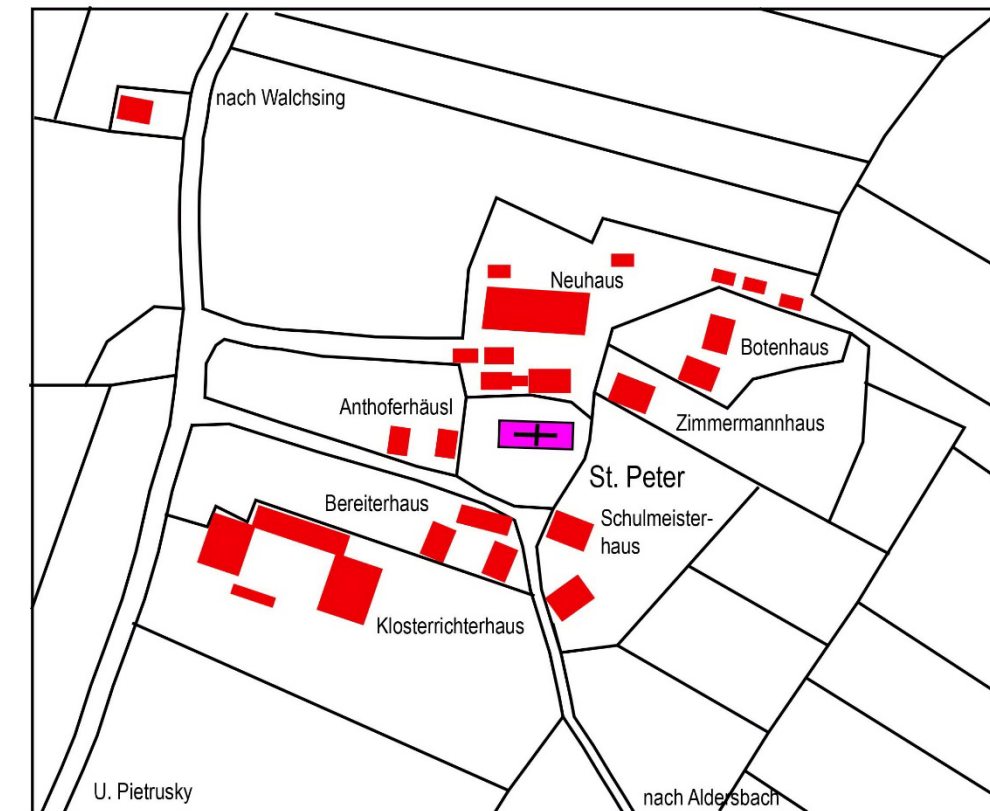 nach Walchsing
Neuhaus
Botenhaus
Anthoferhäusl
Zimmermannhaus
St. Peter
Bereiterhaus
Schulmeister-
haus
Klosterrichterhaus
U. Pietrusky
nach Aldersbach